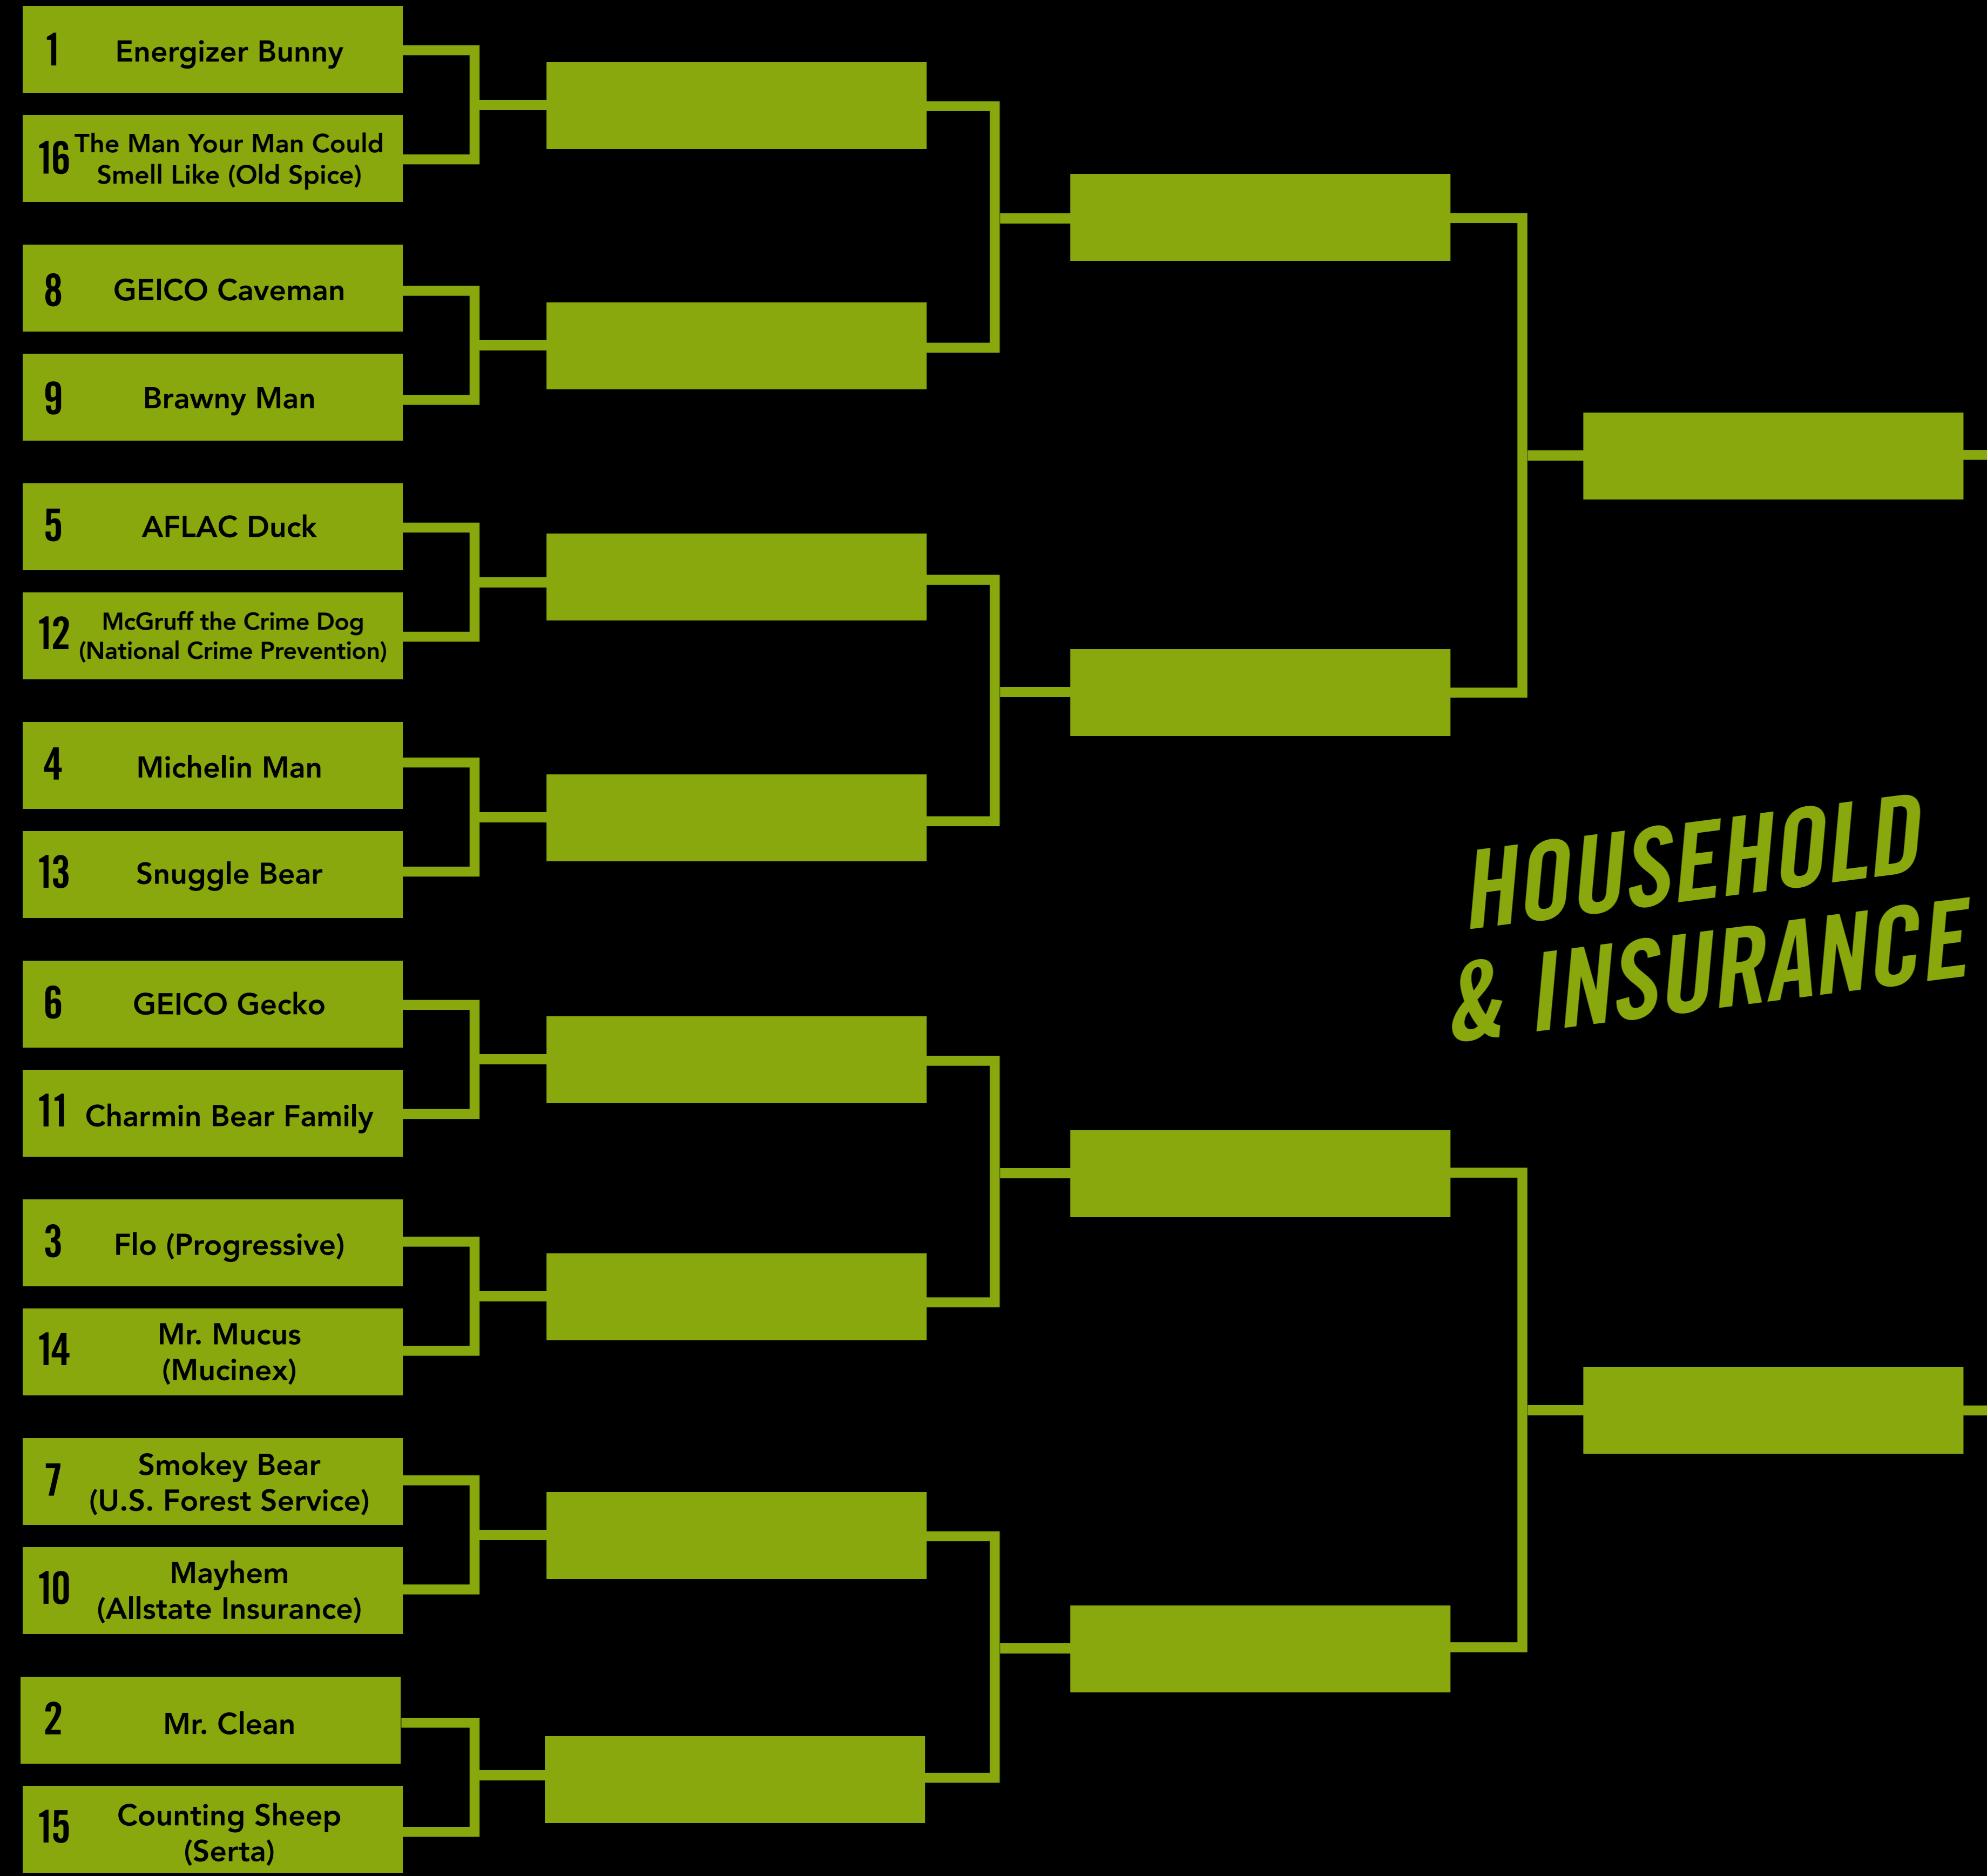 1 Energizer Bunny
16 The Man Your Man Could
Smell Like (Old Spice)
8 GEICO Caveman
9 Brawny Man
5 AFLAC Duck
12 McGruff the Crime Dog
(National Crime Prevention)
4 Michelin Man
13 Snuggle Bear
HOUSEHOLD
& INSURANCE
6 GEICO Gecko
11 Charmin Bear Family
3 Flo (Progressive)
14 Mr. Mucus
(Mucinex)
7 Smokey Bear
(U.S. Forest Service)
10 Mayhem
(Allstate Insurance)
2 Mr. Clean
15 Counting Sheep
(Serta)